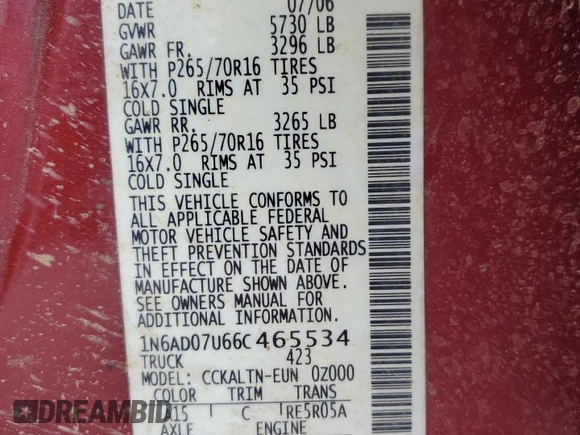 DATE 07/06
GVWR 5730 LB
GAWR FR. 3296 LB
WITH P265/70R16 TIRES
16X7.0 RIMS AT 35 PSI
COLD SINGLE
GAWR RR. 3265 LB
WITH P265/70R16 TIRES
16X7.0 RIMS AT 35 PSI
COLD SINGLE
THIS VEHICLE CONFORMS TO
ALL APPLICABLE FEDERAL
MOTOR VEHICLE SAFETY AND
THEFT PREVENTION STANDARDS
IN EFFECT ON THE DATE OF
MANUFACTURE SHOWN ABOVE.
SEE OWNERS MANUAL FOR
ADDITIONAL INFORMATION.
1N6AD07U66C465534
TRUCK 423
MODEL: CCKALTN-EUN 0Z000
COLOR TRIM TRANS
C RE5R05A
AXLE ENGINE
DREAMBID
dreambid.com